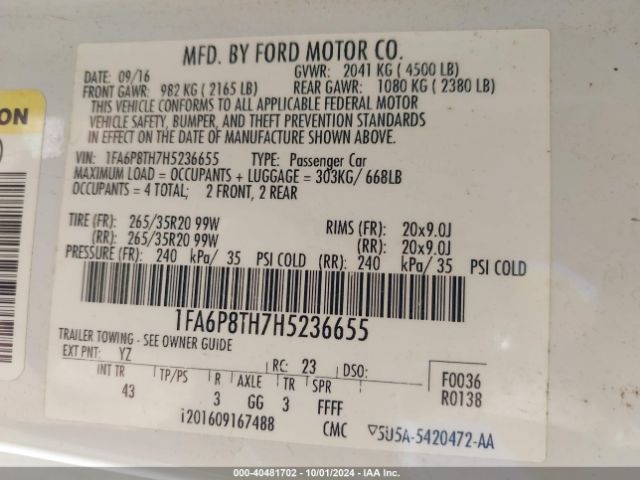 MFD. BY FORD MOTOR CO.
DATE: 09/16 GVWR: 2041 KG ( 4500 LB)
FRONT GAWR: 982 KG ( 2165 LB) REAR GAWR: 1080 KG ( 2380 LB)
THIS VEHICLE CONFORMS TO ALL APPLICABLE FEDERAL MOTOR
VEHICLE SAFETY, BUMPER, AND THEFT PREVENTION STANDARDS
IN EFFECT ON THE DATE OF MANUFACTURE SHOWN ABOVE.
VIN: 1FA6P8TH7H5236655 TYPE: Passenger Car
MAXIMUM LOAD = OCCUPANTS + LUGGAGE = 303KG/ 668LB
OCCUPANTS = 4 TOTAL; 2 FRONT, 2 REAR
TIRE (FR): 265/35R20 99W RIMS (FR): 20x9.0J
(RR): 265/35R20 99W (RR): 20x9.0J
PRESSURE (FR): 240 kPa/ 35 PSI COLD (RR): 240 kPa/ 35 PSI COLD
1FA6P8TH7H5236655
TRAILER TOWING - SEE OWNER GUIDE
EXT PNT: YZ RC: 23 DSO: F0036
INT TR TP/PS R AXLE TR SPR R0138
43 3 GG 3 FFFF
i201609167488 CMC 5U5A-5420472-AA
ON
000-40481702 - 10/01/2024 - IAA Inc.